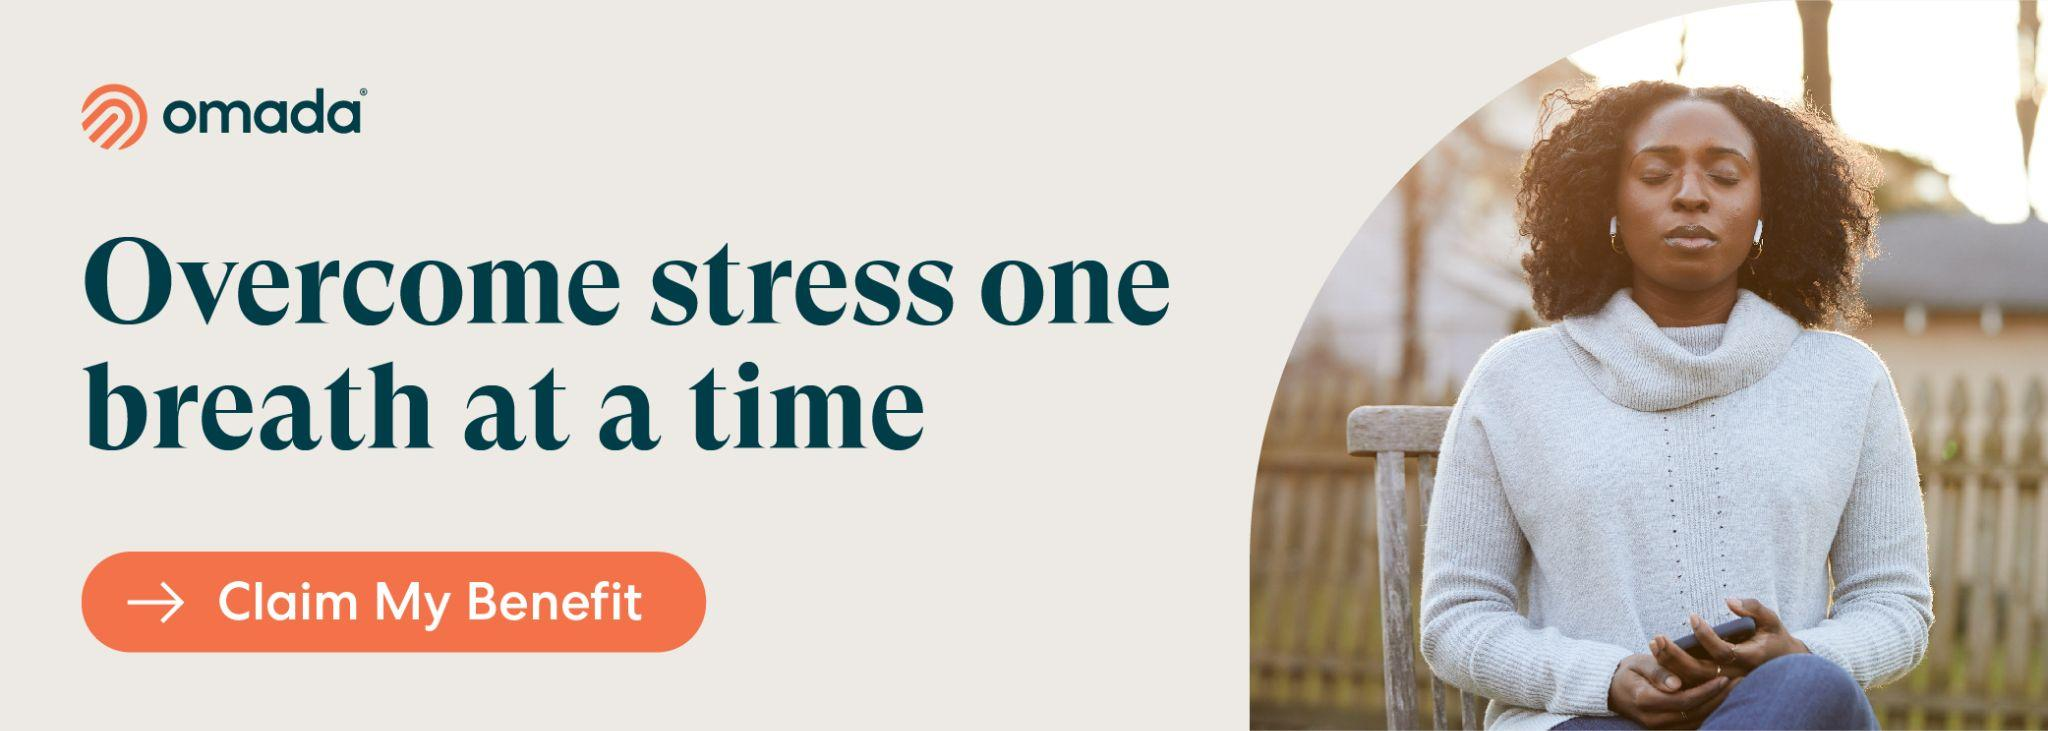 omada®
Overcome stress one
breath at a time
Claim My Benefit